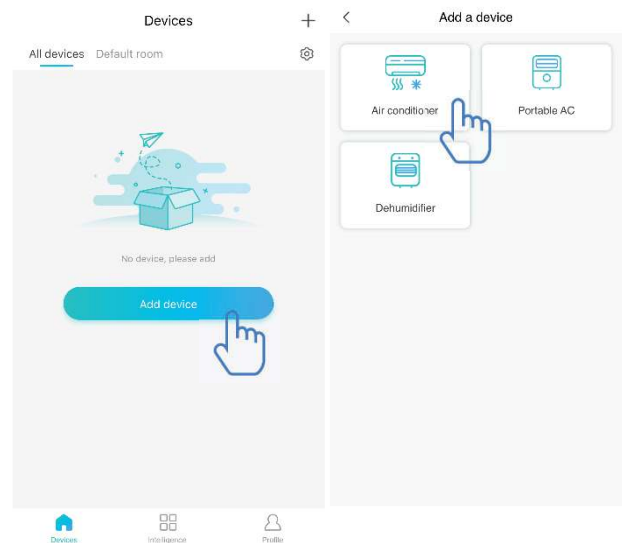 Devices
All devices Default room
No device, please add
Add device
Devices Intelligence Profile
Add a device
Air conditioner
Portable AC
Dehumidifier